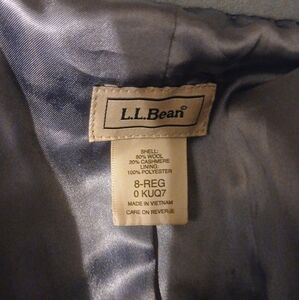 L.L.Bean®
SHELL:
80% WOOL
20% CASHMERE
LINING:
100% POLYESTER
8-REG
0 KUQ7
MADE IN VIETNAM
CARE ON REVERSE